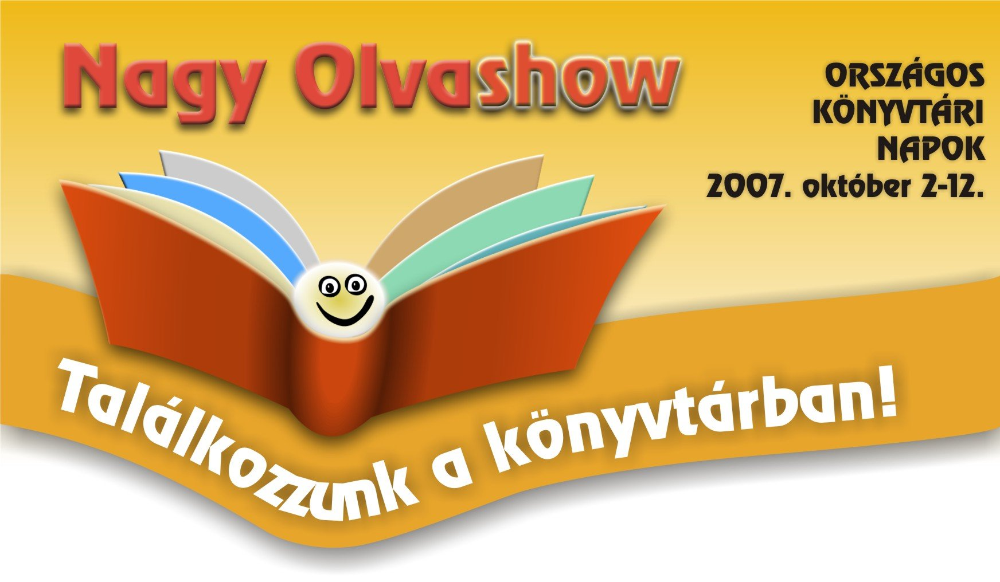 Nagy Olvashow
ORSZÁGOS
KÖNYVTÁRI
NAPOK
2007. október 2-12.
Találkozzunk a könyvtárban!